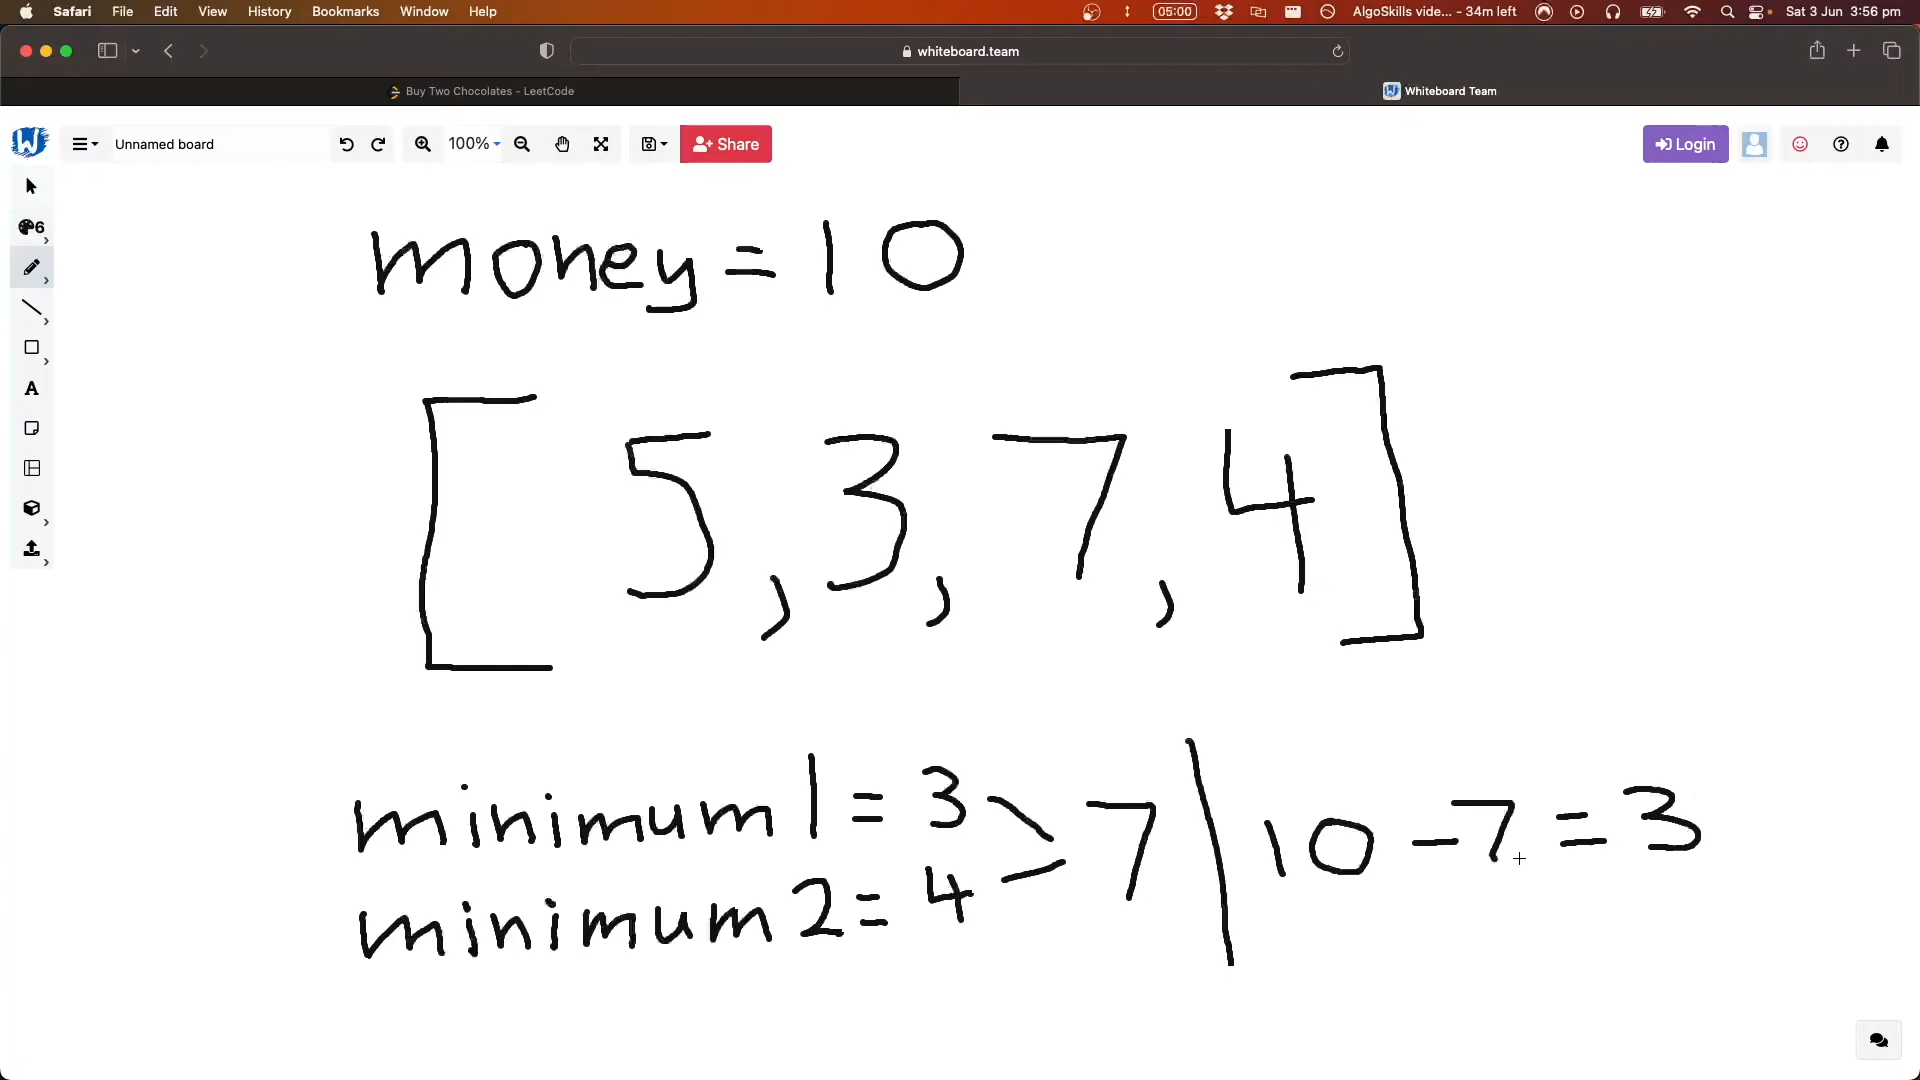 Safari File Edit View History Bookmarks Window Help 05:00 AlgoSkills vide... - 34m left Sat 3 Jun 3:56 pm
whiteboard.team
Buy Two Chocolates - LeetCode Whiteboard Team
Unnamed board 100% Share Login
6
A
money = 10
[ 5, 3, 7, 4 ]
minimum1 = 3 7 10 - 7 = 3
minimum2 = 4